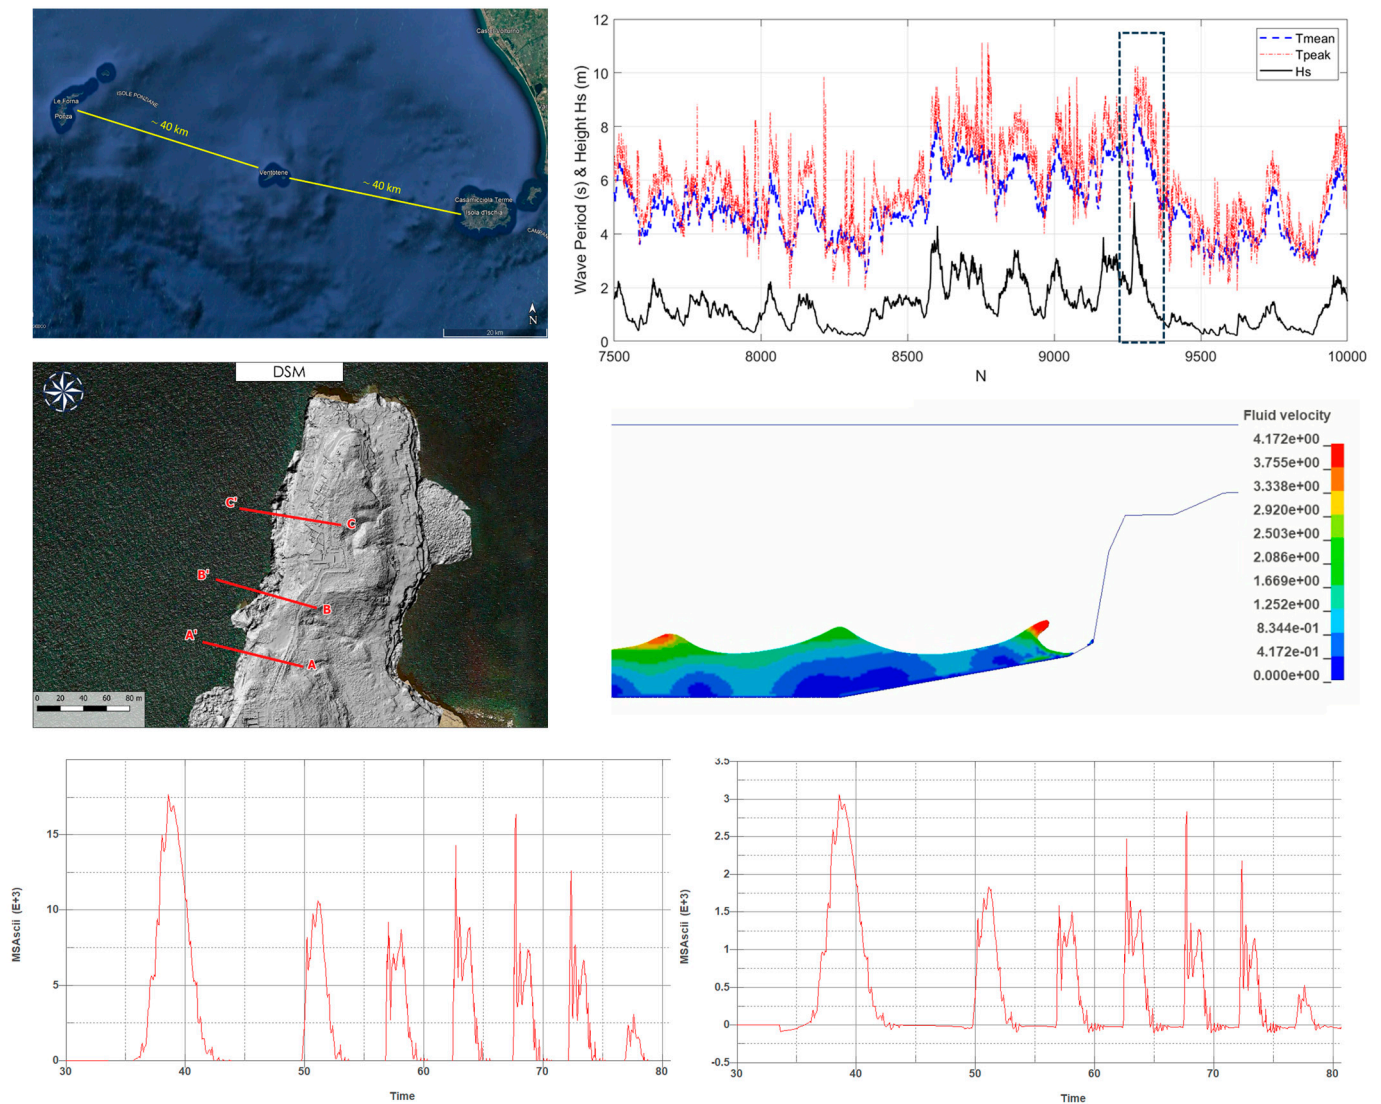 Castel Volturno
Le Forna
ISOLE PONZIANE
Ponza
~ 40 km
Ventotene
~ 40 km
Casamicciola Terme
Isola d'Ischia
N
20 km
12
10
8
6
4
2
0
Wave Period (s) & Height Hs (m)
Tmean
Tpeak
Hs
7500
8000
8500
9000
9500
10000
N
DSM
C'
C
B'
B
A'
A
0 20 40 60 80 m
Fluid velocity
4.172e+00
3.755e+00
3.338e+00
2.920e+00
2.503e+00
2.086e+00
1.669e+00
1.252e+00
8.344e-01
4.172e-01
0.000e+00
15
10
5
0
MSAscii (E+3)
30
40
50
60
70
80
Time
3.5
3
2.5
2
1.5
1
0.5
0
-0.5
MSAscii (E+3)
30
40
50
60
70
80
Time